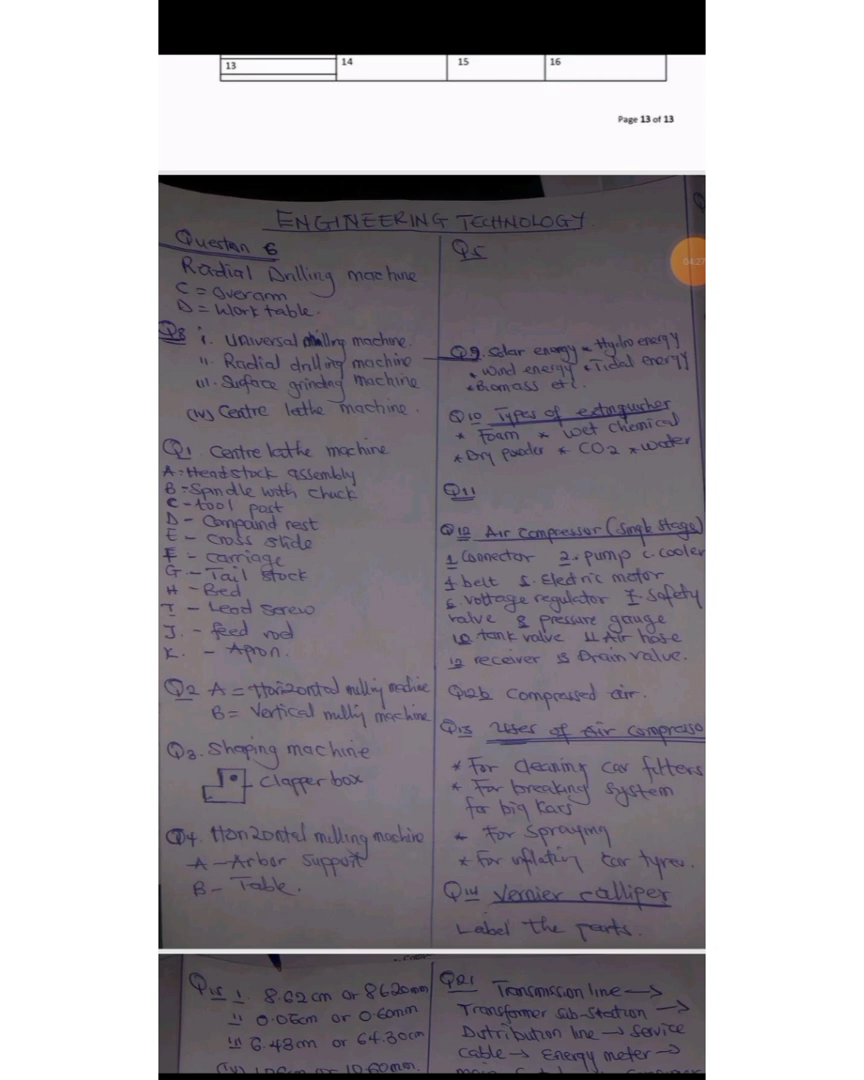 13
14
15
16
Page 13 of 13
ENGINEERING TECHNOLOGY
Question 6
Radial Drilling machine
C = Overarm
D = Work table.
Q8 i. Universal milling machine.
ii. Radial drilling machine
iii. Surface grinding machine
(iv) Centre lathe machine.
Q1 Centre lathe machine
A - Headstock assembly
B - Spindle with chuck
C - tool post
D - Compound rest
E - Cross slide
F - carriage
G - Tail stock
H - Bed
I - Lead screw
J. - feed rod
K. - Apron.
Q2 A = Horizontal milling machine
B = Vertical milling machine
Q3. Shaping machine
- Clapper box
Q4. Horizontal milling machine
A - Arbor support
B - Table.
Q5
04:27
Q9. Solar energy • Hydro energy
• Wind energy • Tidal energy
• Biomass etc.
Q10 Types of extinguisher
* Foam * wet chemical
* Dry powder * CO2 * water
Q11
Q12 Air compressor (single stage)
1 Connector 2. pump cooler
4 belt 5. Electric motor
6. Voltage regulator 7. Safety
valve 8 pressure gauge
10 tank valve 11 Air hose
12 receiver 13 Drain valve.
Q12b Compressed air.
Q13 Uses of Air compresso
* For cleaning car filters
* For breaking system
for big cars
* For Spraying
* For inflating car tyres.
Q14 Vernier calliper
Label the parts.
Q15 i. 8.62cm or 8620mm
ii 0.06cm or 0.60mm
iii 6.43cm or 64.30cm
Q21 Transmission line →
Transformer sub-station →
Distribution line → Service
cable → Energy meter →